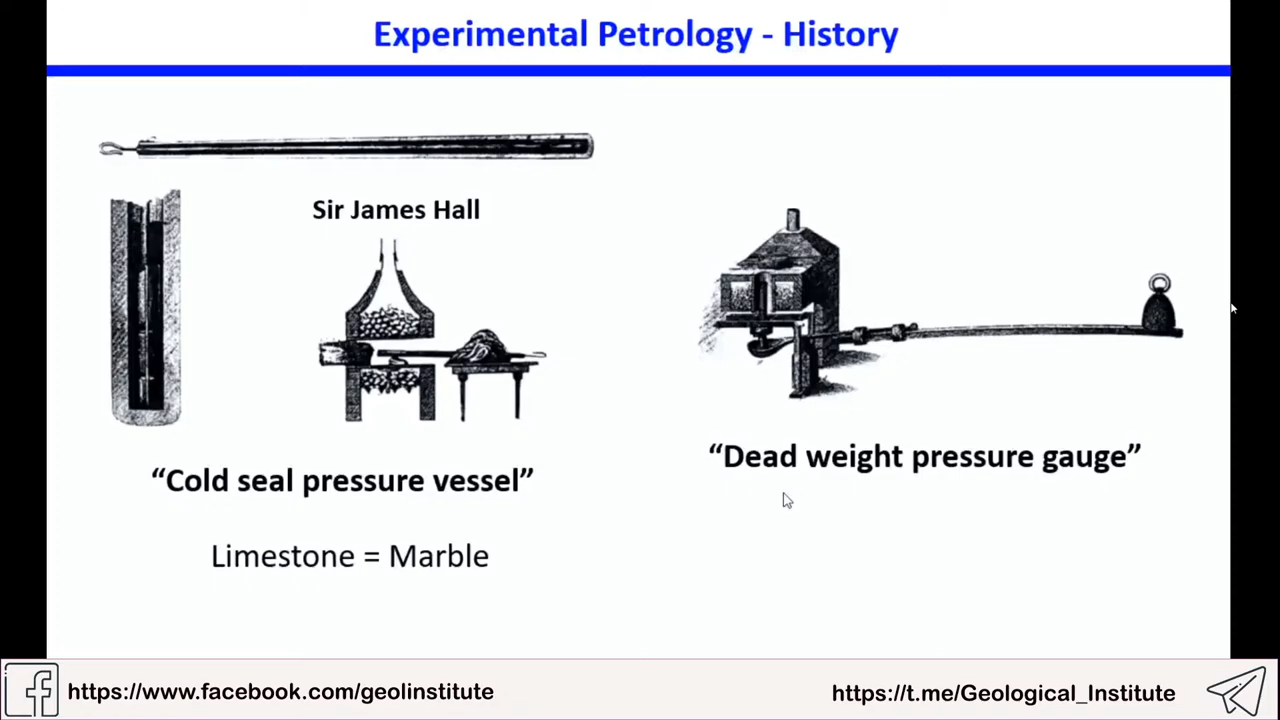 Experimental Petrology - History
Sir James Hall
“Cold seal pressure vessel”
Limestone = Marble
“Dead weight pressure gauge”
https://www.facebook.com/geolinstitute
https://t.me/Geological_Institute